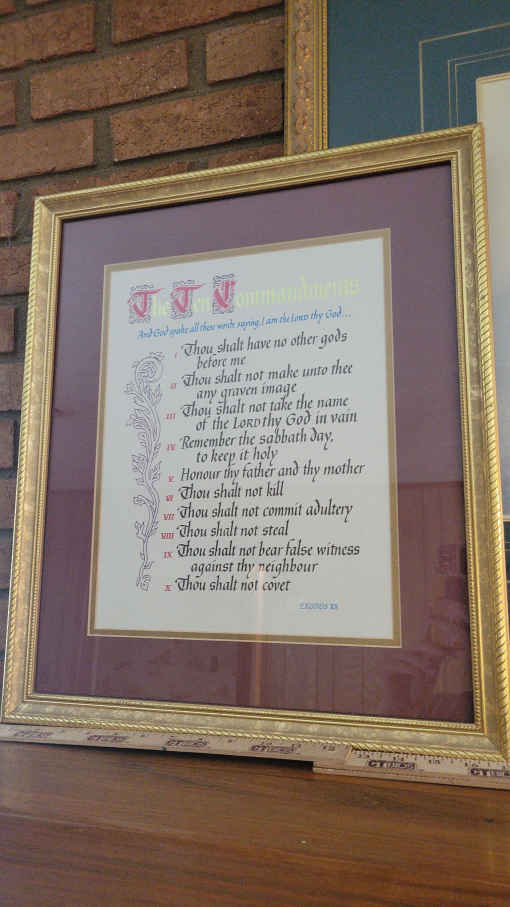 The Ten Commandments
And God spake all these words saying, I am the LORD thy God...
I Thou shalt have no other gods
before me
II Thou shalt not make unto thee
any graven image
III Thou shalt not take the name
of the LORD thy God in vain
IV Remember the sabbath day,
to keep it holy
V Honour thy father and thy mother
VI Thou shalt not kill
VII Thou shalt not commit adultery
VIII Thou shalt not steal
IX Thou shalt not bear false witness
against thy neighbour
X Thou shalt not covet
EXODUS XX